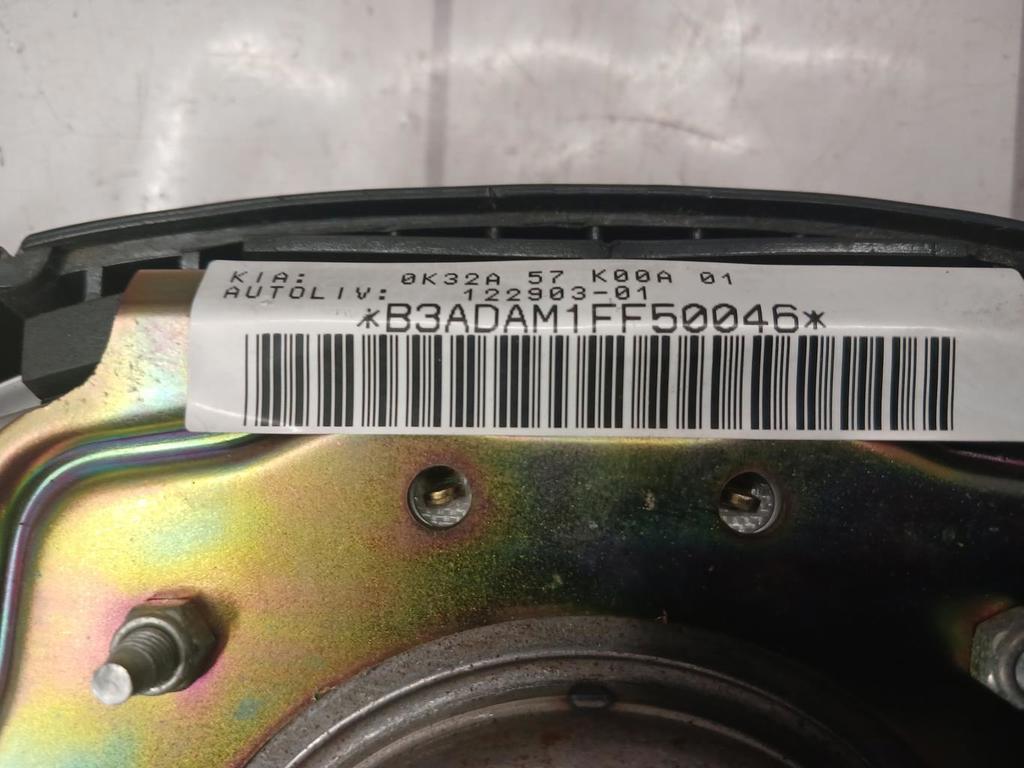 KIA: 0K32A 57 K00A 01
AUTOLIV: 122903-01
*B3ADAM1FF50046*